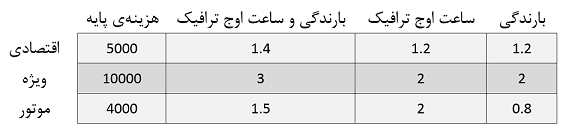 بارندگی ساعت اوج ترافیک بارندگی و ساعت اوج ترافیک هزینه‌ی پایه
اقتصادی 5000 1.4 1.2 1.2
ویژه 10000 3 2 2
موتور 4000 1.5 2 0.8